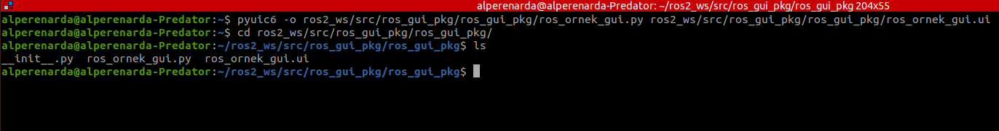 alperenarda@alperenarda-Predator: ~/ros2_ws/src/ros_gui_pkg/ros_gui_pkg 204x55
alperenarda@alperenarda-Predator:~$ pyuic6 -o ros2_ws/src/ros_gui_pkg/ros_gui_pkg/ros_ornek_gui.py ros2_ws/src/ros_gui_pkg/ros_gui_pkg/ros_ornek_gui.ui
alperenarda@alperenarda-Predator:~$ cd ros2_ws/src/ros_gui_pkg/ros_gui_pkg/
alperenarda@alperenarda-Predator:~/ros2_ws/src/ros_gui_pkg/ros_gui_pkg$ ls
__init__.py  ros_ornek_gui.py  ros_ornek_gui.ui
alperenarda@alperenarda-Predator:~/ros2_ws/src/ros_gui_pkg/ros_gui_pkg$